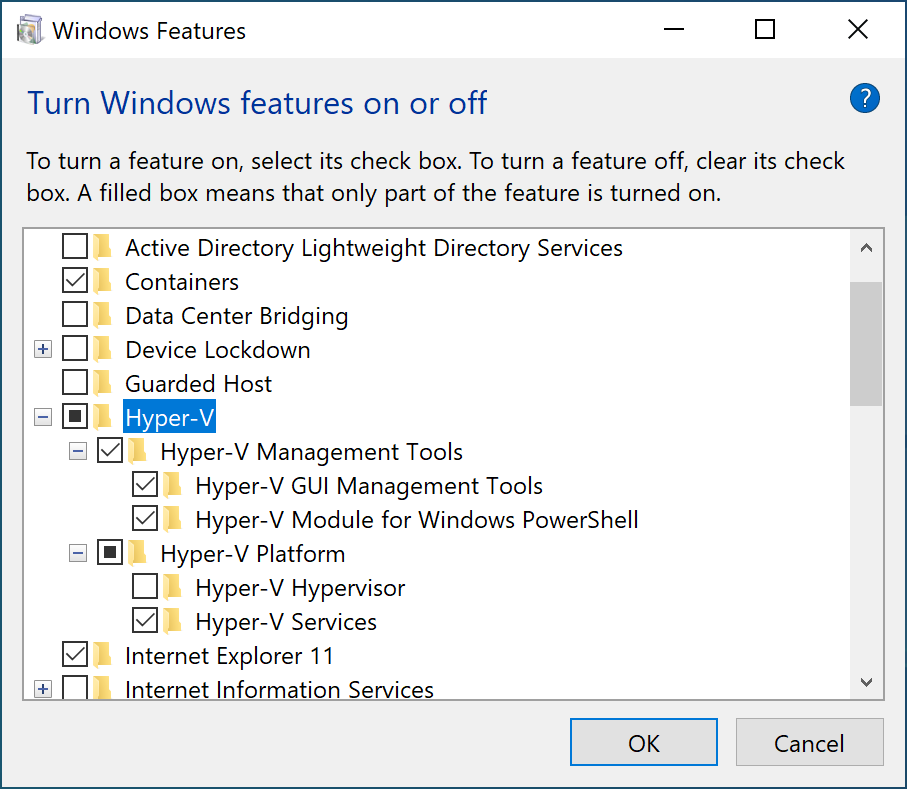 Windows Features
Turn Windows features on or off
?
To turn a feature on, select its check box. To turn a feature off, clear its check
box. A filled box means that only part of the feature is turned on.
Active Directory Lightweight Directory Services
Containers
Data Center Bridging
Device Lockdown
Guarded Host
Hyper-V
Hyper-V Management Tools
Hyper-V GUI Management Tools
Hyper-V Module for Windows PowerShell
Hyper-V Platform
Hyper-V Hypervisor
Hyper-V Services
Internet Explorer 11
Internet Information Services
OK Cancel